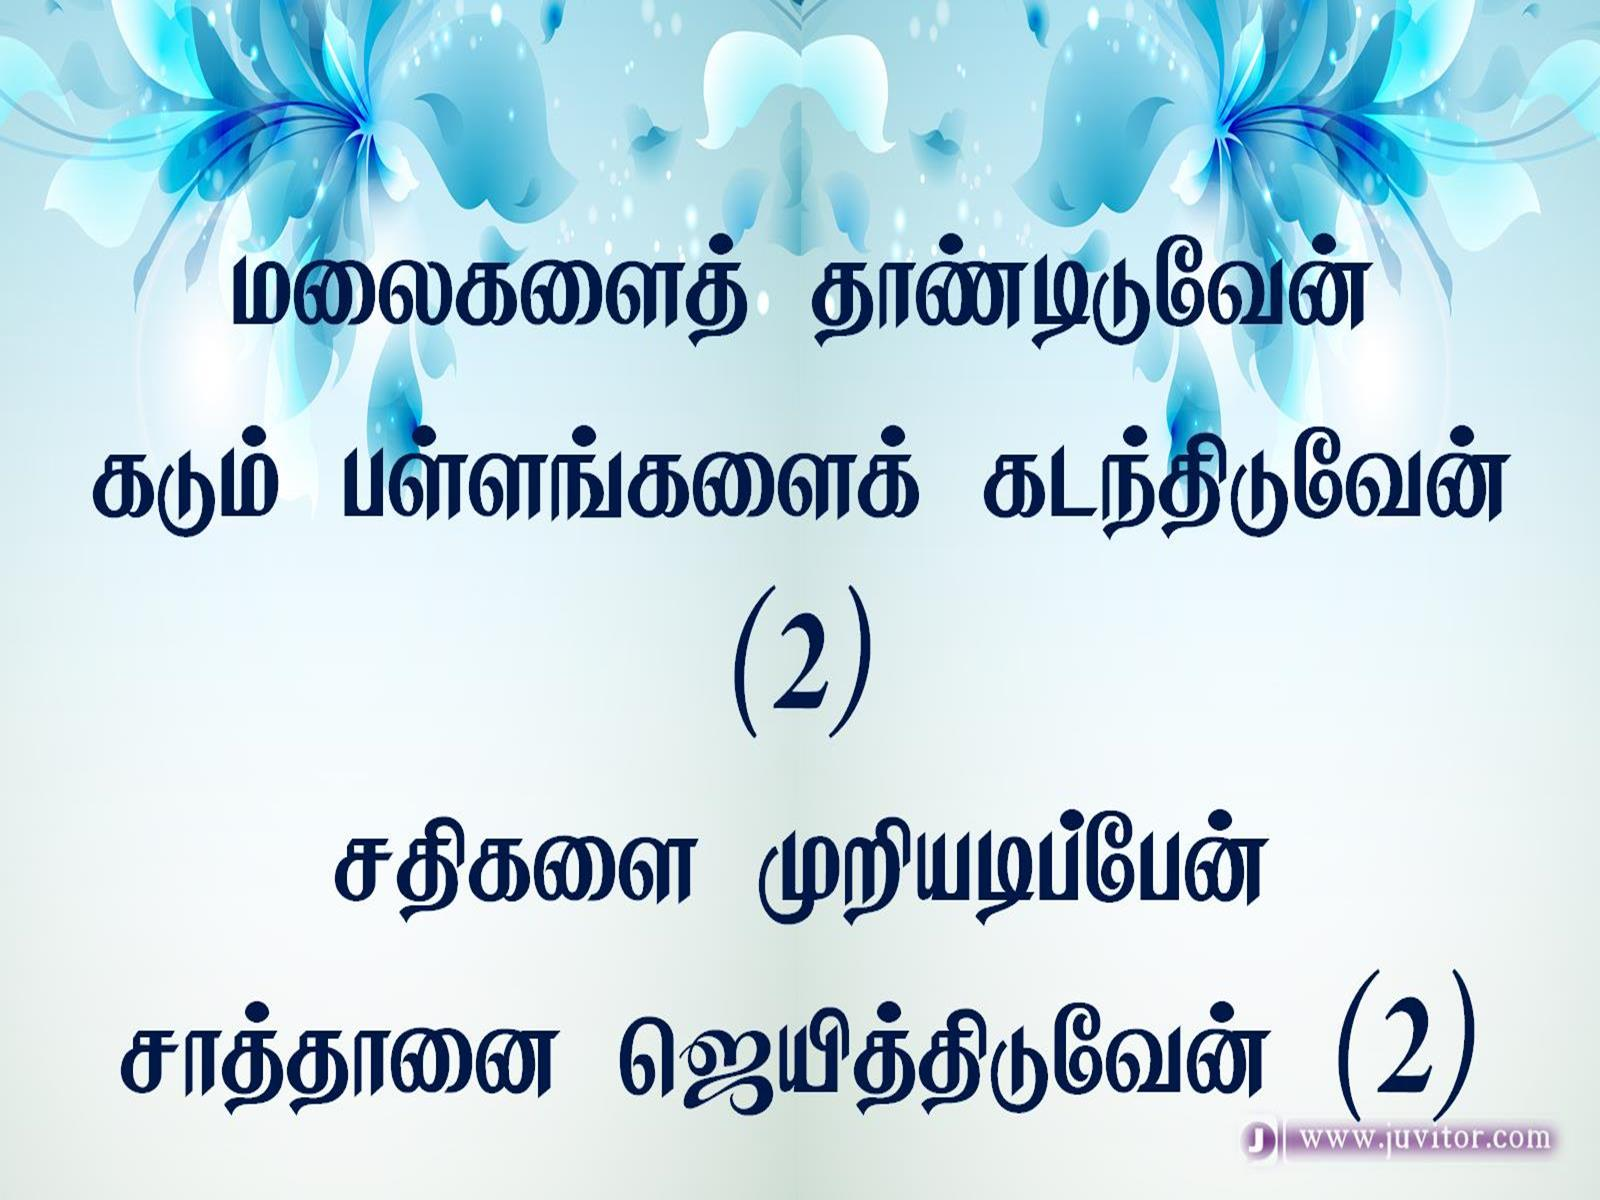 மலைகளைத் தாண்டிடுவேன்
கடும் பள்ளங்களைக் கடந்திடுவேன்
(2)
சதிகளை முறியடிப்பேன்
சாத்தானை ஜெயித்திடுவேன் (2)
J www.juvitor.com